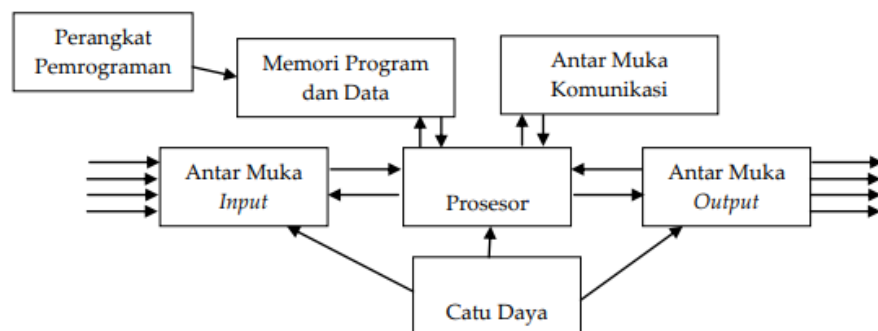 Perangkat
Pemrograman
Memori Program
dan Data
Antar Muka
Komunikasi
Antar Muka
Input
Prosesor
Antar Muka
Output
Catu Daya